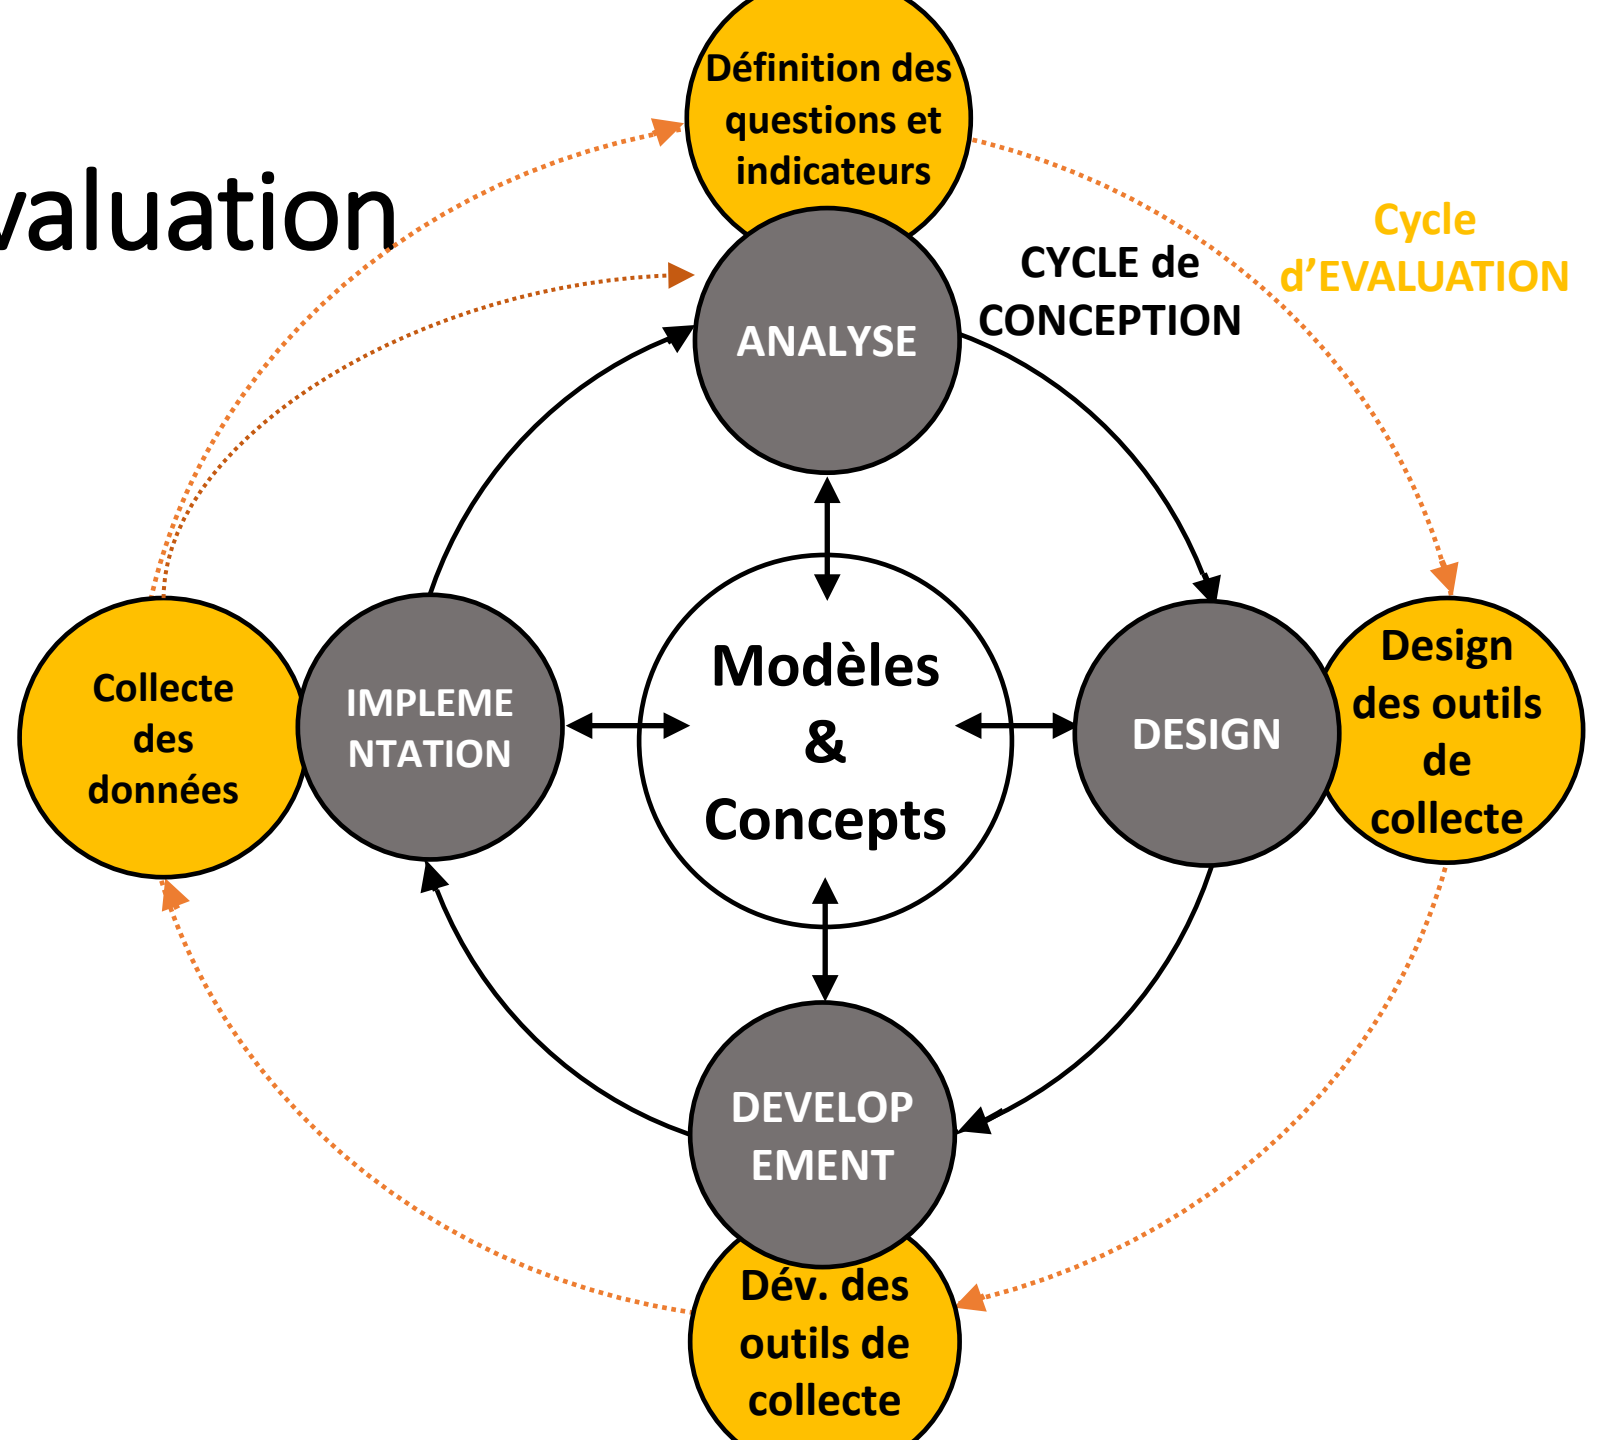 Définition des
questions et
indicateurs
valuation
Cycle
d’EVALUATION
CYCLE de
CONCEPTION
ANALYSE
Modèles
&
Concepts
Collecte
des
données
IMPLEME
NTATION
DESIGN
Design
des outils
de
collecte
DEVELOP
EMENT
Dév. des
outils de
collecte